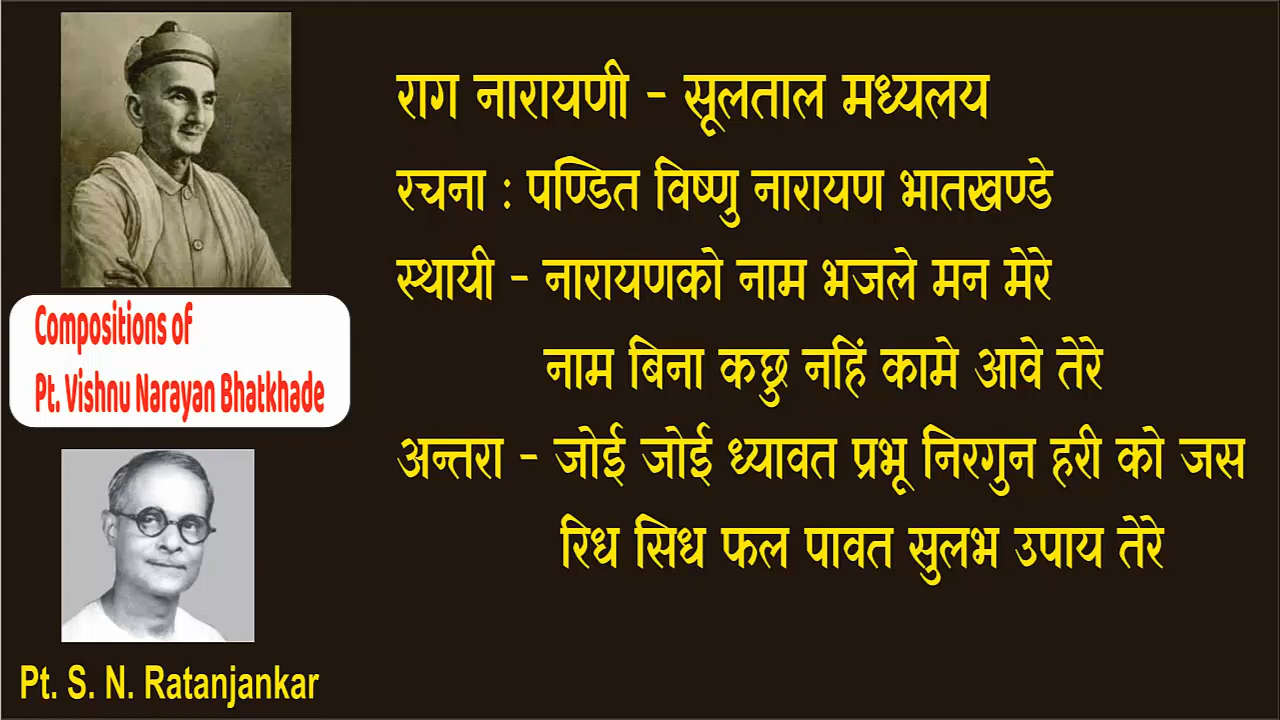 राग नारायणी - सूलताल मध्यलय
रचना : पण्डित विष्णु नारायण भातखण्डे
स्थायी - नारायणको नाम भजले मन मेरे
नाम बिना कछु नहिं कामे आवे तेरे
अन्तरा - जोई जोई ध्यावत प्रभू निरगुन हरी को जस
रिध सिध फल पावत सुलभ उपाय तेरे
Compositions of
Pt. Vishnu Narayan Bhatkhade
Pt. S. N. Ratanjankar